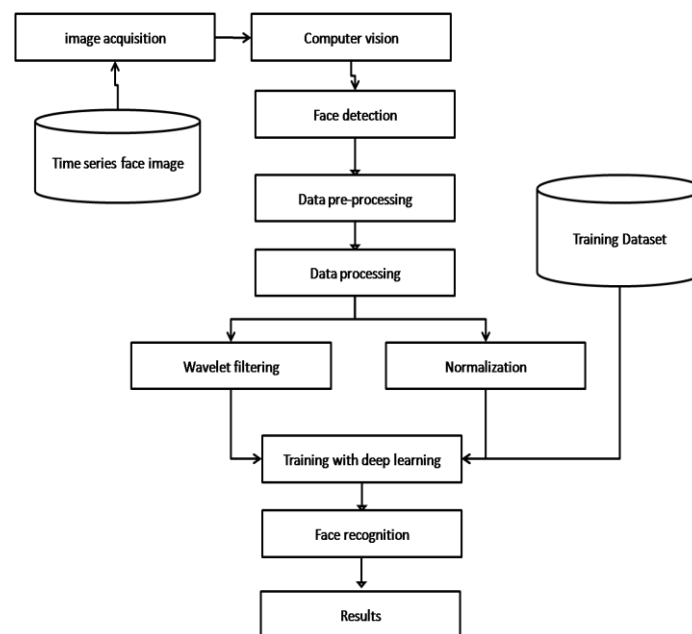 image acquisition
Computer vision
Face detection
Time series face image
Data pre-processing
Training Dataset
Data processing
Wavelet filtering
Normalization
Training with deep learning
Face recognition
Results